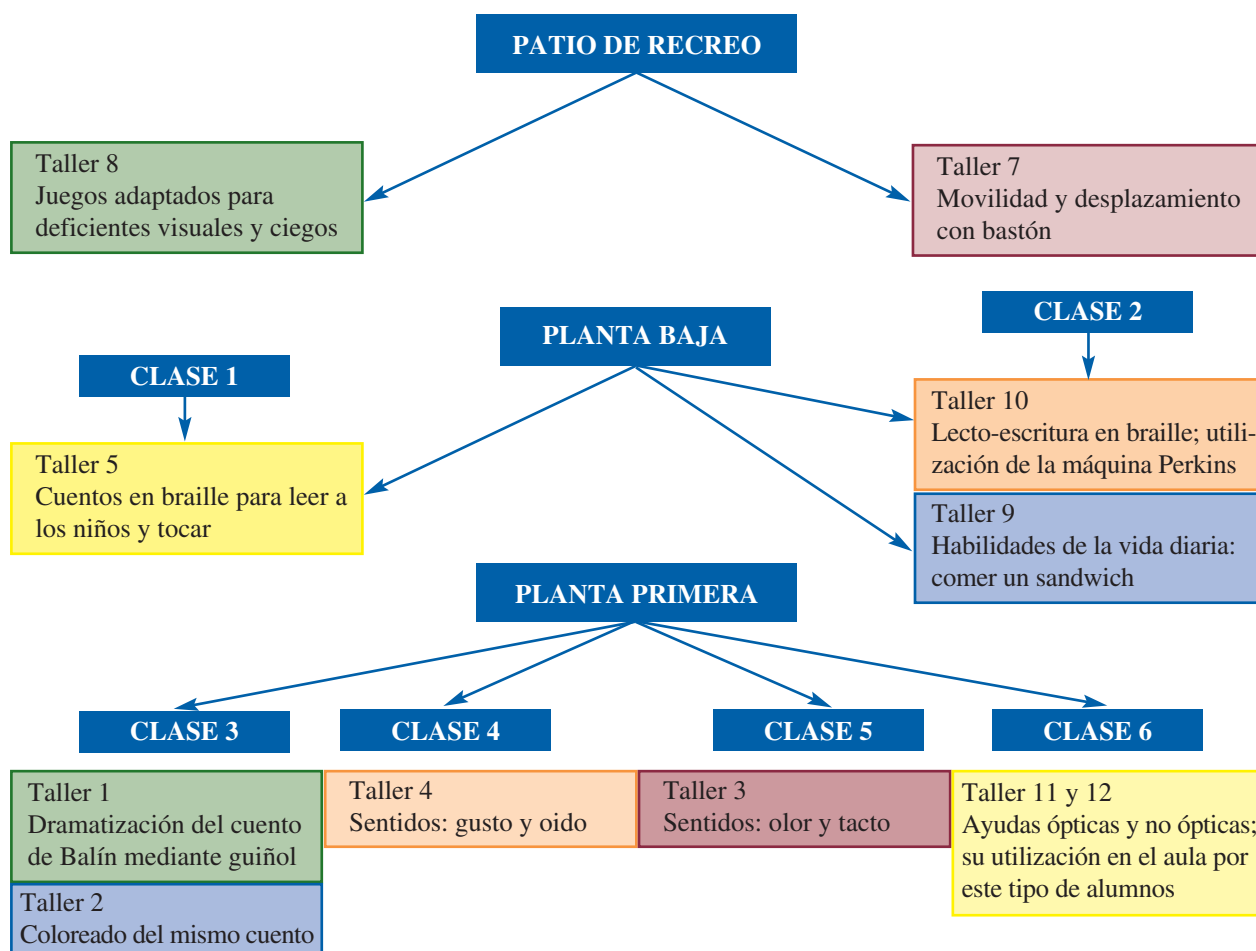 PATIO DE RECREO
Taller 8
Juegos adaptados para
deficientes visuales y ciegos
Taller 7
Movilidad y desplazamiento
con bastón
PLANTA BAJA
CLASE 1
Taller 5
Cuentos en braille para leer a
los niños y tocar
CLASE 2
Taller 10
Lecto-escritura en braille; utili-
zación de la máquina Perkins
Taller 9
Habilidades de la vida diaria:
comer un sandwich
PLANTA PRIMERA
CLASE 3
Taller 1
Dramatización del cuento
de Balín mediante guiñol
Taller 2
Coloreado del mismo cuento
CLASE 4
Taller 4
Sentidos: gusto y oido
CLASE 5
Taller 3
Sentidos: olor y tacto
CLASE 6
Taller 11 y 12
Ayudas ópticas y no ópticas;
su utilización en el aula por
este tipo de alumnos